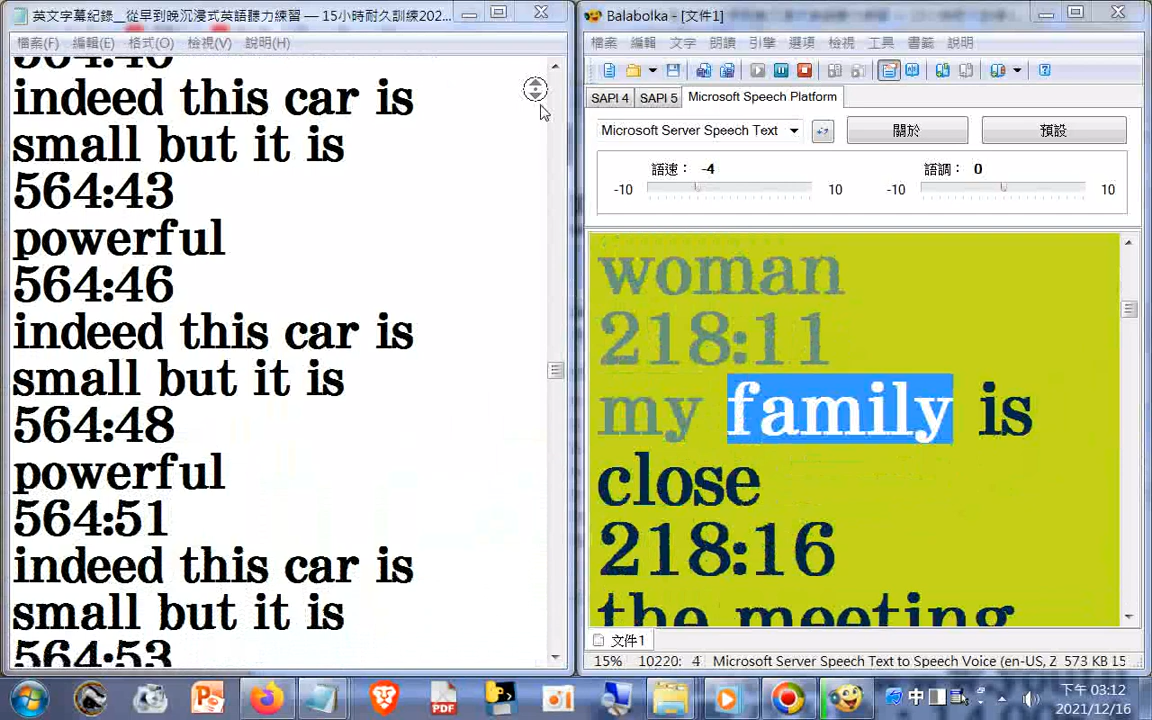 英文字幕紀錄__從早到晚沉浸式英語聽力練習 — 15小時耐久訓練202...
檔案(F) 編輯(E) 格式(O) 檢視(V) 說明(H)
564:40
indeed this car is
small but it is
564:43
powerful
564:46
indeed this car is
small but it is
564:48
powerful
564:51
indeed this car is
small but it is
564:53
Balabolka - [文件1]
檔案 編輯 文字 朗讀 引擎 選項 檢視 工具 書籤 說明
SAPI 4 SAPI 5 Microsoft Speech Platform
Microsoft Server Speech Text 關於 預設
語速： -4 語調： 0
-10 10 -10 10
woman
218:11
my family is
close
218:16
the meeting
文件1
15% 10220: 4 Microsoft Server Speech Text to Speech Voice (en-US, Z 573 KB 15
PDF
中
下午 03:12
2021/12/16